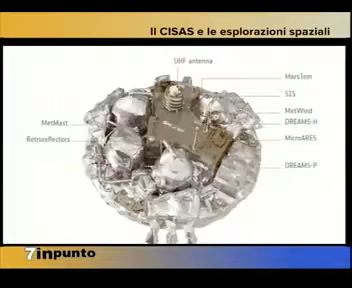 Il CISAS e le esplorazioni spaziali
UHF antenna
MarsTem
SIS
MetWind
DREAMS-H
MicroARES
DREAMS-P
MetMast
Retroreflectors
7inpunto